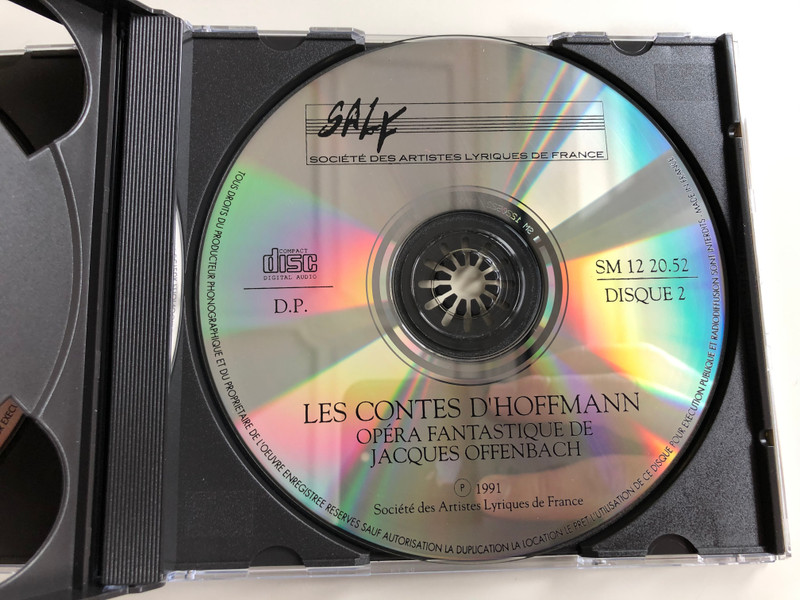 SALF
SOCIÉTÉ DES ARTISTES LYRIQUES DE FRANCE
COMPACT
disc
DIGITAL AUDIO
D.P.
SM 12 20.52
DISQUE 2
LES CONTES D'HOFFMANN
OPÉRA FANTASTIQUE DE
JACQUES OFFENBACH
℗ 1991
Société des Artistes Lyriques de France
TOUS DROITS DU PRODUCTEUR PHONOGRAPHIQUE ET DU PROPRIETAIRE DE L'OEUVRE ENREGISTREE RESERVES SAUF AUTORISATION LA DUPLICATION LA LOCATION LE PRET L'UTILISATION DE CE DISQUE POUR EXECUTION PUBLIQUE ET RADIODIFFUSION SONT INTERDITS. MADE IN FRANCE